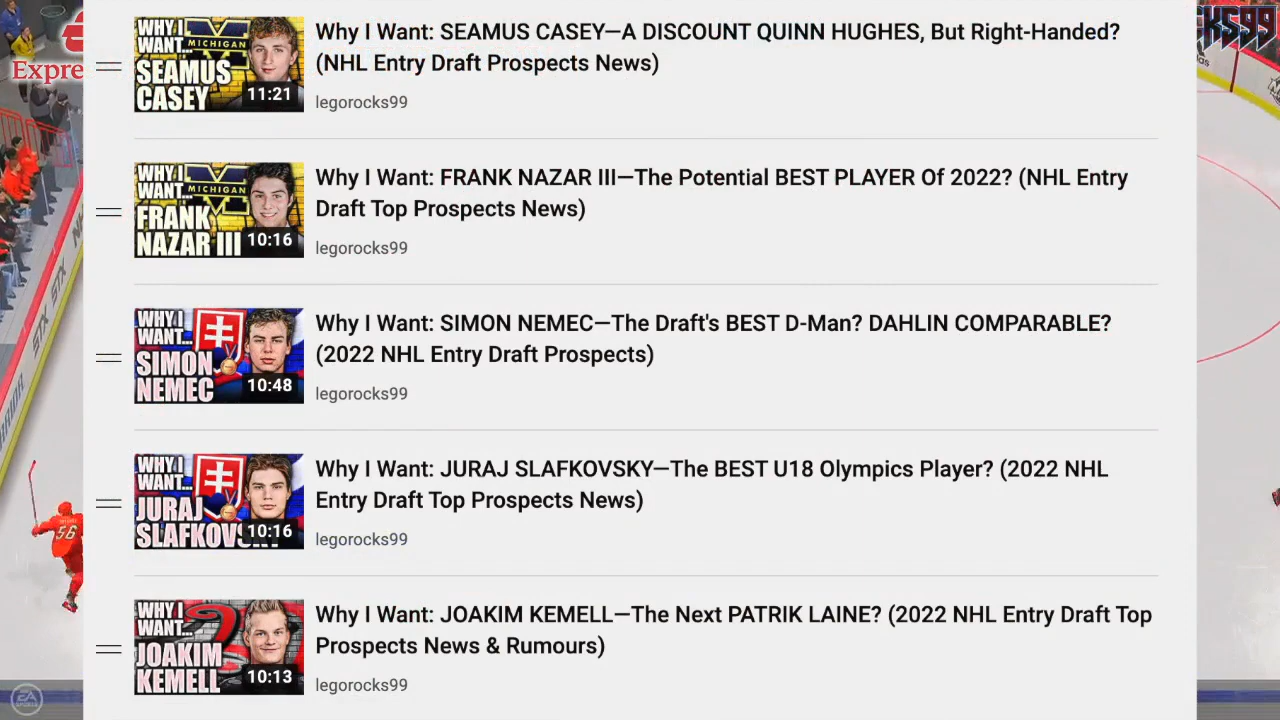 Expre
KS99
WHY I
WANT...
MICHIGAN
SEAMUS
CASEY
11:21
Why I Want: SEAMUS CASEY—A DISCOUNT QUINN HUGHES, But Right-Handed?
(NHL Entry Draft Prospects News)
legorocks99
WHY I
WANT...
MICHIGAN
FRANK
NAZAR III
10:16
Why I Want: FRANK NAZAR III—The Potential BEST PLAYER Of 2022? (NHL Entry
Draft Top Prospects News)
legorocks99
WHY I
WANT...
SIMON
NEMEC
10:48
Why I Want: SIMON NEMEC—The Draft's BEST D-Man? DAHLIN COMPARABLE?
(2022 NHL Entry Draft Prospects)
legorocks99
WHY I
WANT...
JURAJ
SLAFKOVSKY
10:16
Why I Want: JURAJ SLAFKOVSKY—The BEST U18 Olympics Player? (2022 NHL
Entry Draft Top Prospects News)
legorocks99
56
WHY I
WANT...
JOAKIM
KEMELL
10:13
Why I Want: JOAKIM KEMELL—The Next PATRIK LAINE? (2022 NHL Entry Draft Top
Prospects News & Rumours)
legorocks99
EA
SPORTS